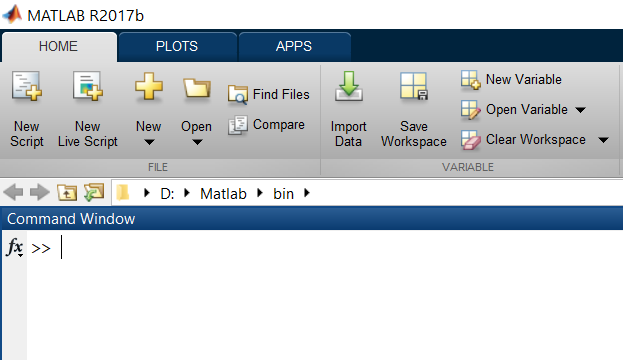 MATLAB R2017b
HOME PLOTS APPS
New Script
New Live Script
New
Open
Find Files
Compare
Import Data
Save Workspace
New Variable
Open Variable
Clear Workspace
FILE VARIABLE
D: Matlab bin
Command Window
fx >>